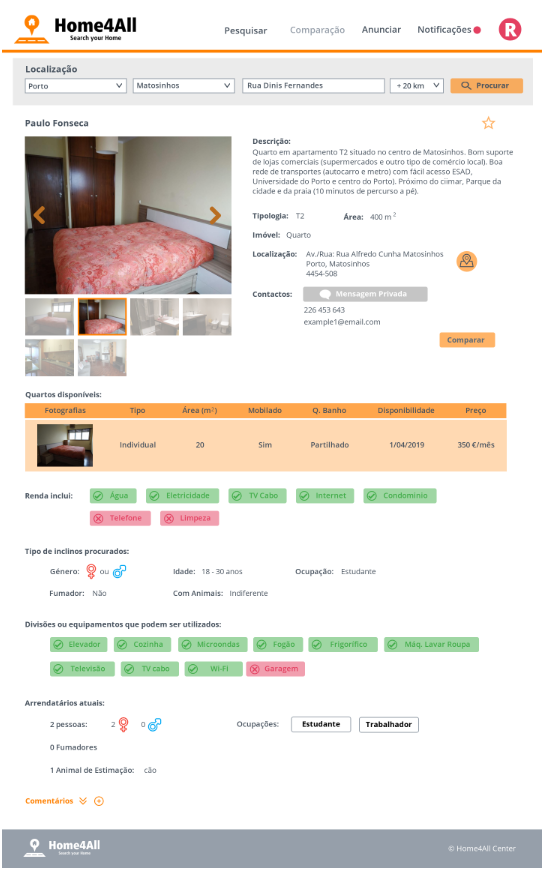 Home4All
Search your Home
Pesquisar Comparação Anunciar Notificações R
Localização
Porto Matosinhos Rua Dinis Fernandes + 20 km Procurar
Paulo Fonseca
Descrição:
Quarto em apartamento T2 situado no centro de Matosinhos. Bom suporte
de lojas comerciais (supermercados e outro tipo de comércio local). Boa
rede de transportes (autocarro e metro) com fácil acesso ESAD,
Universidade do Porto e centro do Porto). Próximo do ciimar, Parque da
cidade e da praia (10 minutos de percurso a pé).
Tipologia: T2 Área: 400 m 2
Imóvel: Quarto
Localização: Av./Rua: Rua Alfredo Cunha Matosinhos
Porto, Matosinhos
4454-508
Contactos: Mensagem Privada
226 453 643
example1@email.com
Comparar
Quartos disponíveis:
Fotografias Tipo Área (m²) Mobilado Q. Banho Disponibilidade Preço
Individual 20 Sim Partilhado 1/04/2019 350 €/mês
Renda inclui: Água Eletricidade TV Cabo Internet Condomínio
Telefone Limpeza
Tipo de inclinos procurados:
Género: ou Idade: 18 - 30 anos Ocupação: Estudante
Fumador: Não Com Animais: Indiferente
Divisões ou equipamentos que podem ser utilizados:
Elevador Cozinha Microondas Fogão Frigorífico Máq. Lavar Roupa
Televisão TV cabo Wi-Fi Garagem
Arrendatários atuais:
2 pessoas: 2 0 Ocupações: Estudante Trabalhador
0 Fumadores
1 Animal de Estimação: cão
Comentários
Home4All
Search your Home
© Home4All Center